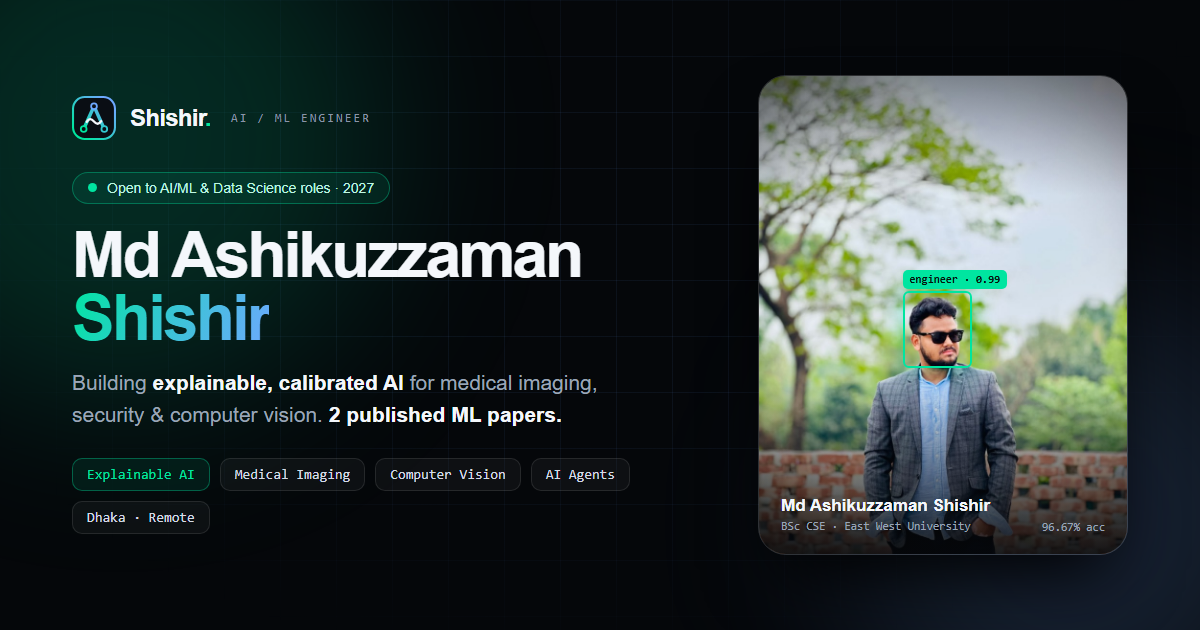 Shishir. AI / ML ENGINEER
Open to AI/ML & Data Science roles · 2027
Md Ashikuzzaman
Shishir
Building explainable, calibrated AI for medical imaging,
security & computer vision. 2 published ML papers.
Explainable AI
Medical Imaging
Computer Vision
AI Agents
Dhaka · Remote
engineer · 0.99
Md Ashikuzzaman Shishir
BSc CSE · East West University
96.67% acc